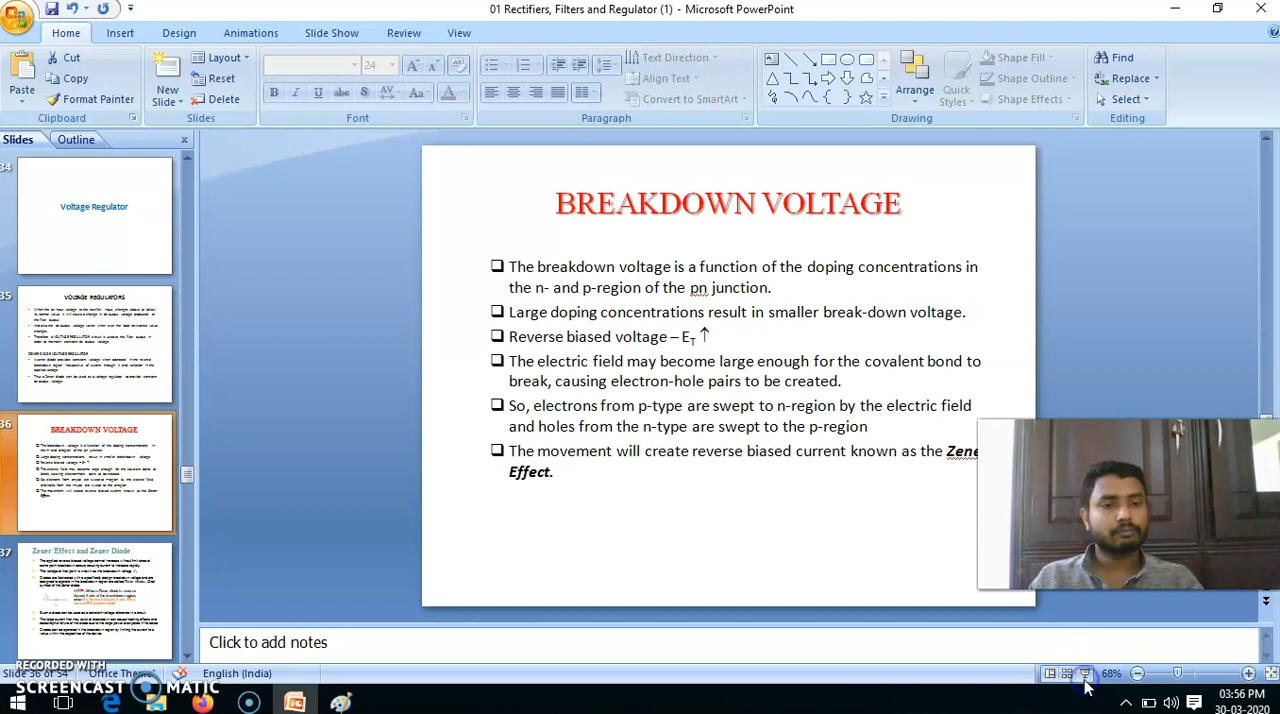 01 Rectifiers, Filters and Regulator (1) - Microsoft PowerPoint
Home Insert Design Slide Show Animations Review View
Paste
Cut
Copy
Format Painter
Clipboard
New
Slide
Layout
Reset
Delete
Slides
24
B I U abc S AV Aa A
Font
Text Direction
Align Text
Convert to SmartArt
Paragraph
Arrange
Quick
Styles
Shape Fill
Shape Outline
Shape Effects
Drawing
Find
Replace
Select
Editing
Slides Outline
34
Voltage Regulator
35
VOLTAGE REGULATORS
36
BREAKDOWN VOLTAGE
37
Zener Effect and Zener Diode
BREAKDOWN VOLTAGE
The breakdown voltage is a function of the doping concentrations in
the n- and p-region of the pn junction.
Large doping concentrations result in smaller break-down voltage.
Reverse biased voltage – ET ↑
The electric field may become large enough for the covalent bond to
break, causing electron-hole pairs to be created.
So, electrons from p-type are swept to n-region by the electric field
and holes from the n-type are swept to the p-region
The movement will create reverse biased current known as the Zene
Effect.
Click to add notes
Slide 36 of 54 Office Theme English (India) 68%
RECORDED WITH
SCREENCAST MATIC
03:56 PM
30-03-2020